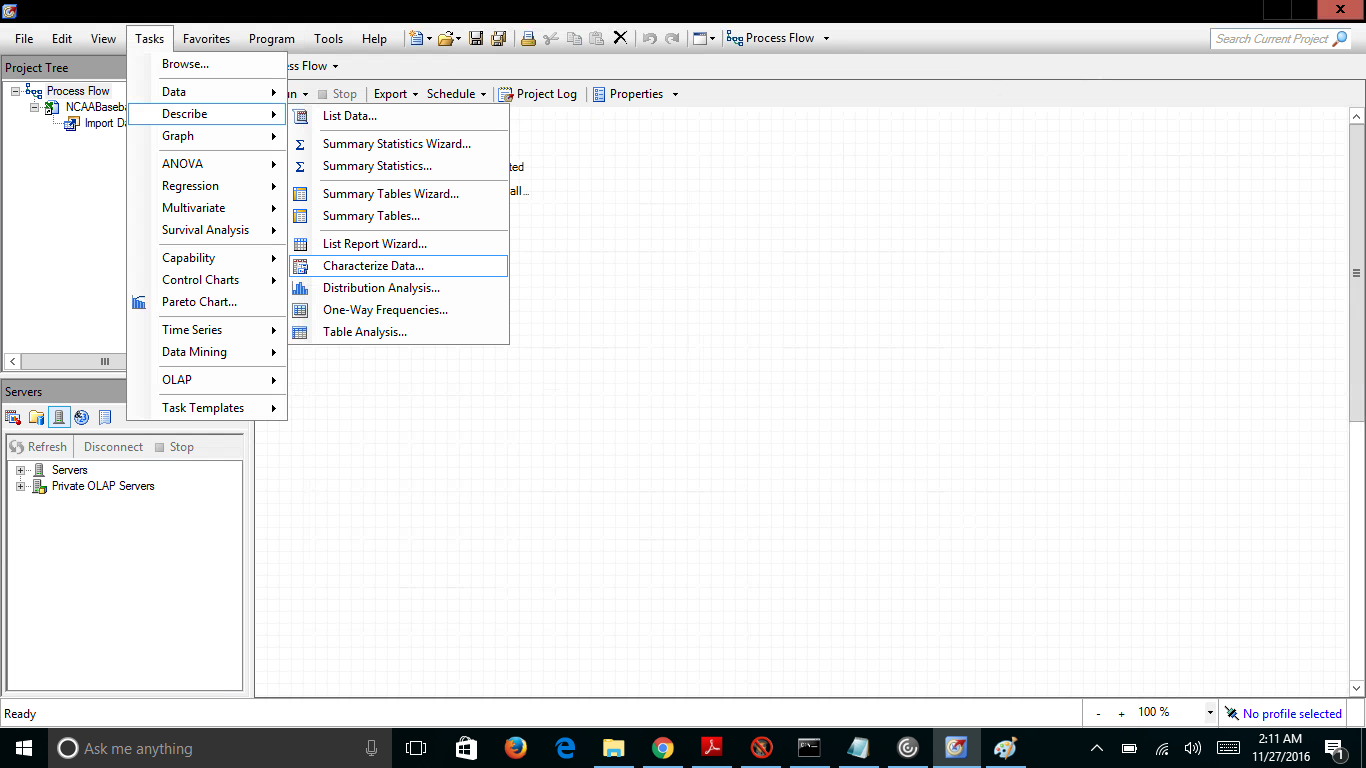 File Edit View Tasks Favorites Program Tools Help Process Flow Search Current Project
Project Tree
Process Flow
NCAABaseba
Import Da
Browse...
Data
Describe
Graph
ANOVA
Regression
Multivariate
Survival Analysis
Capability
Control Charts
Pareto Chart...
Time Series
Data Mining
OLAP
Task Templates
ess Flow
un Stop Export Schedule Project Log Properties
List Data...
Summary Statistics Wizard...
Summary Statistics...
Summary Tables Wizard...
Summary Tables...
List Report Wizard...
Characterize Data...
Distribution Analysis...
One-Way Frequencies...
Table Analysis...
ted
all...
Servers
Refresh Disconnect Stop
Servers
Private OLAP Servers
Ready - + 100 % No profile selected
Ask me anything
2:11 AM
11/27/2016
1